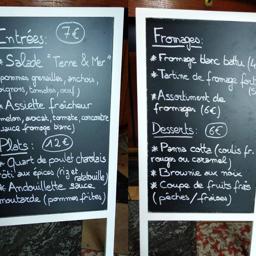 Entrées: 7€
* Salade "Terre & Mer"
pommes grenailles, anchois,
oignons, tomates, oeuf)
* Assiette fraîcheur
melon, avocat, tomate, concombre
sauce fromage blanc)
Plats: 12€
* Quart de poulet charolais
rôti aux épices (riz et
ratatouille)
* Andouillette sauce
moutarde (pommes frites)
Fromages:
* Fromage blanc battu (4
* Tartine de fromage
* Assortiment de
fromages (6€)
Desserts: 6€
* Panna cotta (coulis fr.
rouges ou caramel)
* Brownie aux noix
* Coupe de fruits frais
(pêches / fraises)